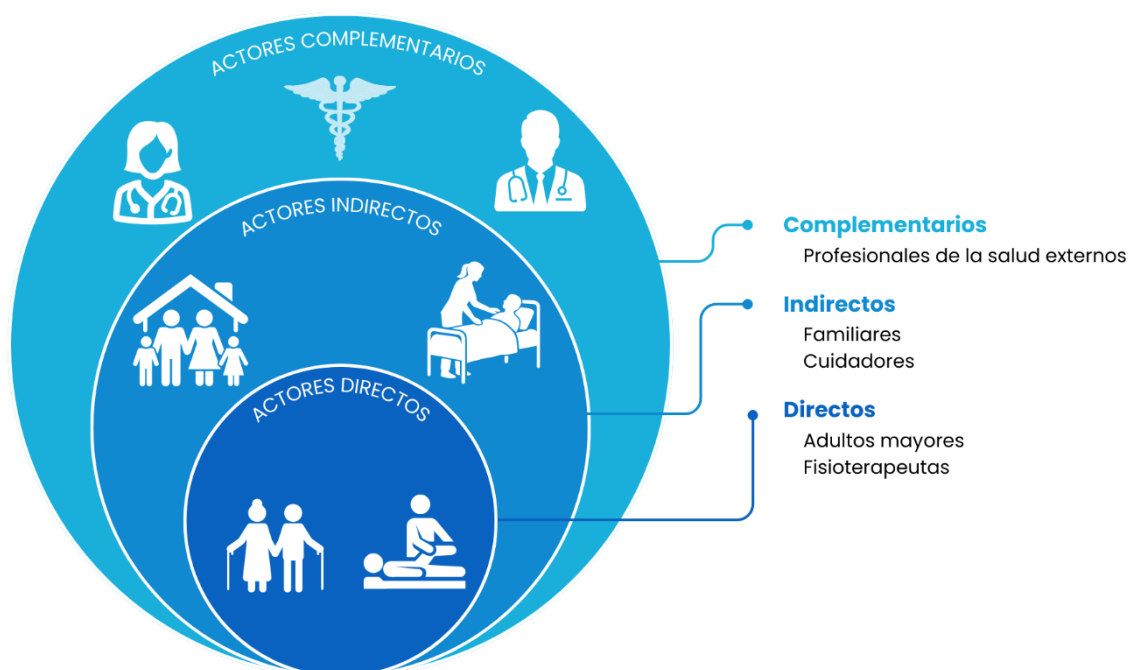 ACTORES COMPLEMENTARIOS
ACTORES INDIRECTOS
ACTORES DIRECTOS
Complementarios
Profesionales de la salud externos
Indirectos
Familiares
Cuidadores
Directos
Adultos mayores
Fisioterapeutas